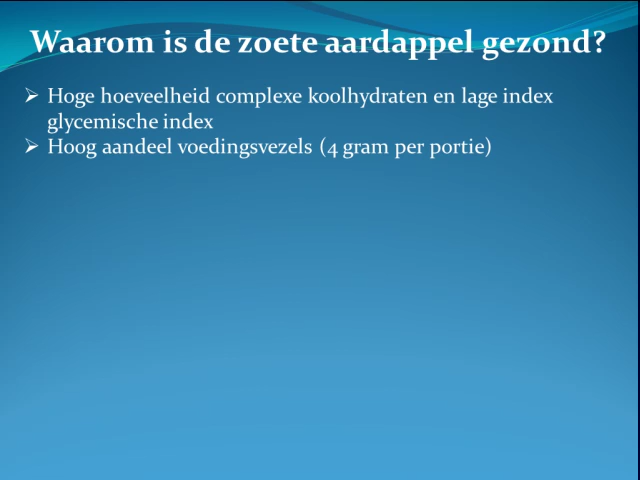 Waarom is de zoete aardappel gezond?
➢ Hoge hoeveelheid complexe koolhydraten en lage index
glycemische index
➢ Hoog aandeel voedingsvezels (4 gram per portie)